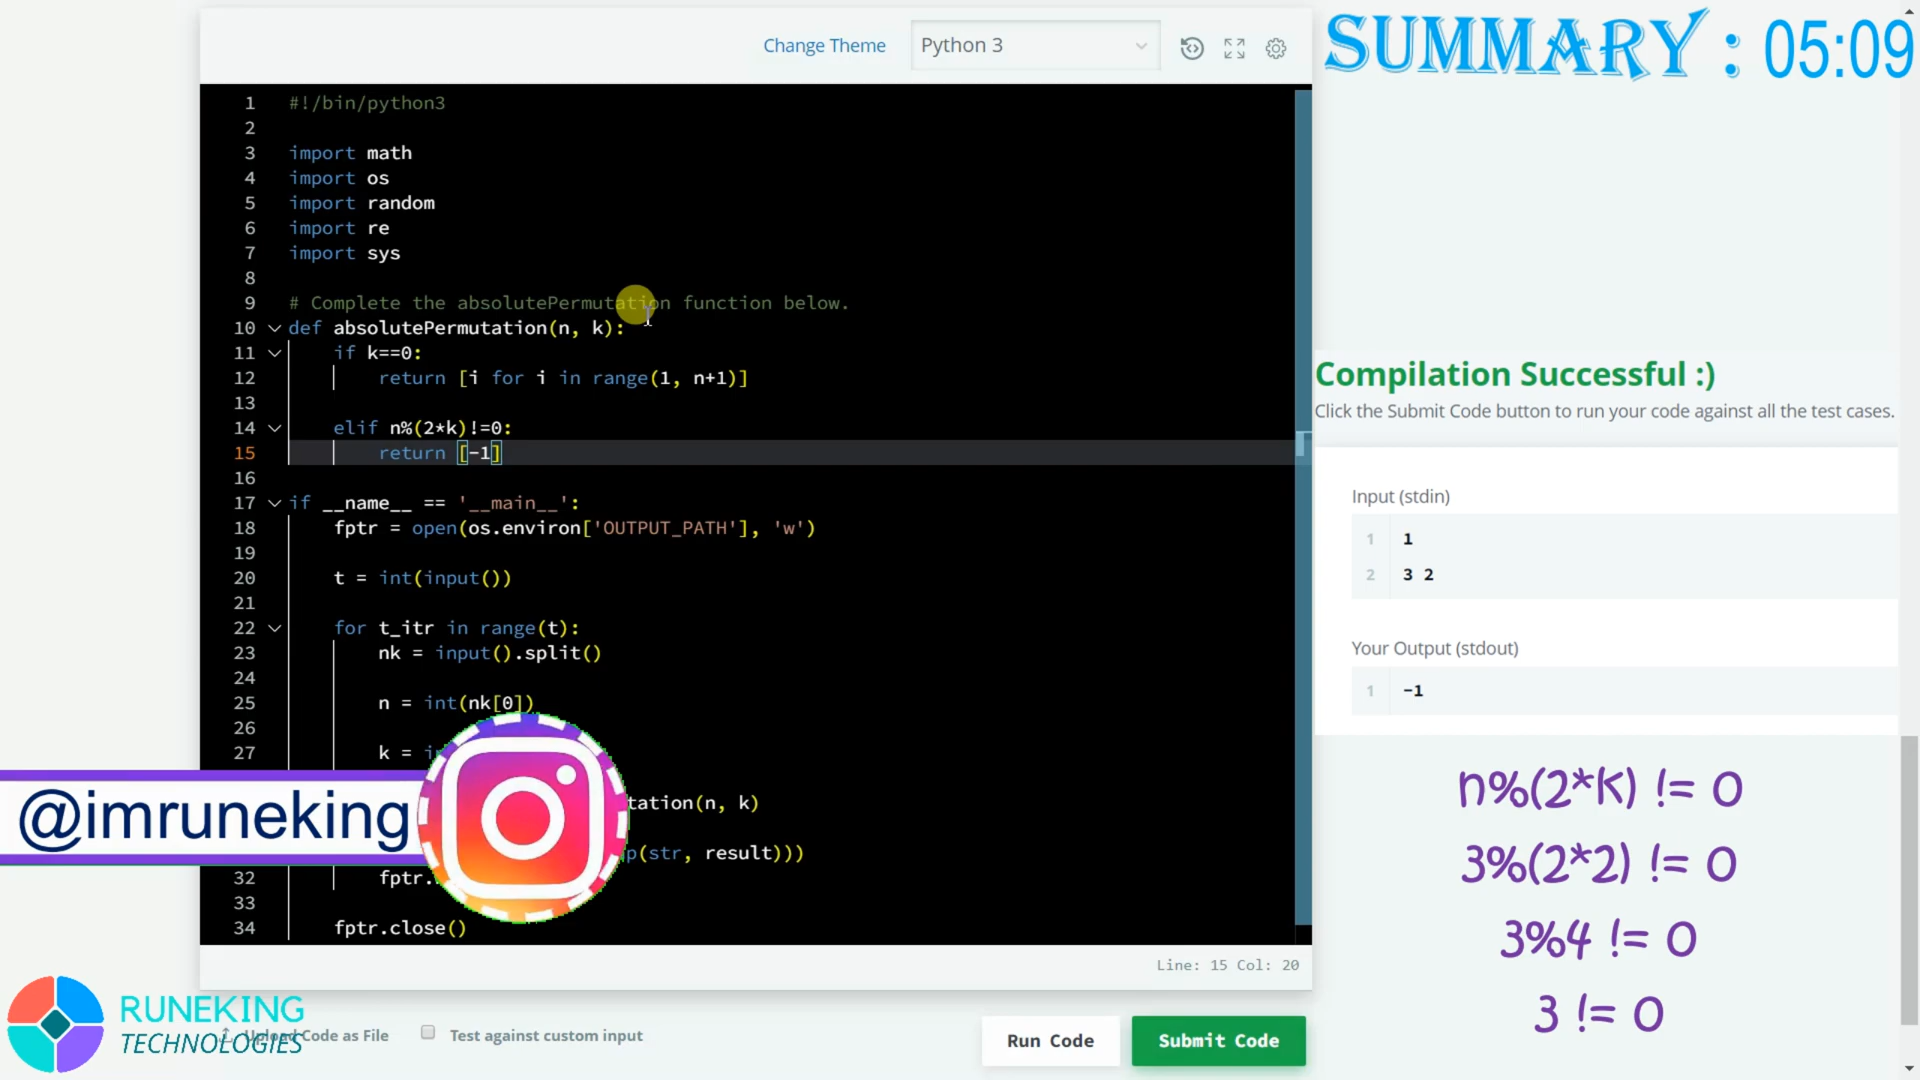 Change Theme
Python 3
SUMMARY : 05:09
1 #!/bin/python3
2
3 import math
4 import os
5 import random
6 import re
7 import sys
8
9 # Complete the absolutePermutation function below.
10 def absolutePermutation(n, k):
11 if k==0:
12 return [i for i in range(1, n+1)]
13
14 elif n%(2*k)!=0:
15 return [-1]
16
17 if __name__ == '__main__':
18 fptr = open(os.environ['OUTPUT_PATH'], 'w')
19
20 t = int(input())
21
22 for t_itr in range(t):
23 nk = input().split()
24
25 n = int(nk[0])
26
27 k = i
tation(n, k)
p(str, result)))
32 fptr.
33
34 fptr.close()
Line: 15 Col: 20
Compilation Successful :)
Click the Submit Code button to run your code against all the test cases.
Input (stdin)
1 1
2 3 2
Your Output (stdout)
1 -1
n%(2*k) != 0
3%(2*2) != 0
3%4 != 0
3 != 0
@imruneking
RUNEKING
TECHNOLOGIES
Upload Code as File
Test against custom input
Run Code
Submit Code